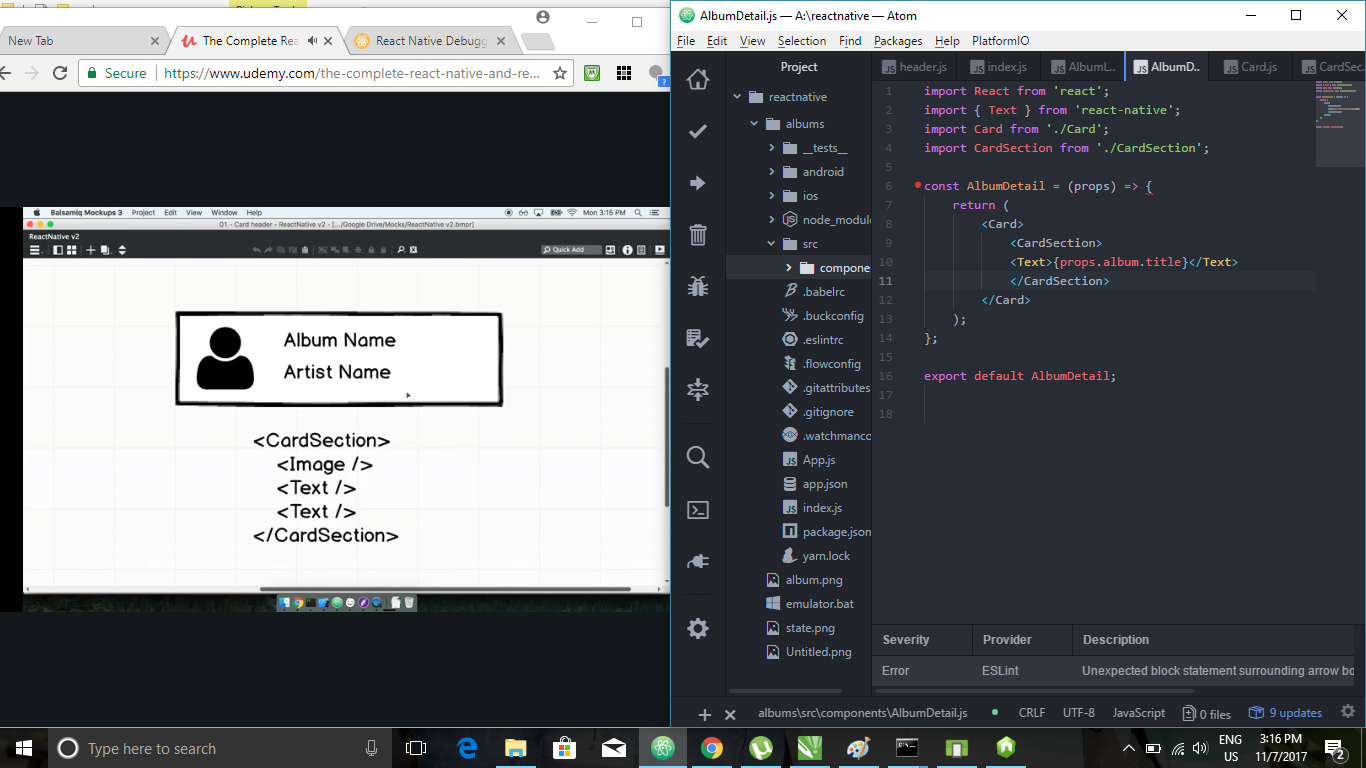 New Tab
The Complete Rea
React Native Debugg
Secure
https://www.udemy.com/the-complete-react-native-and-re...
Balsamiq Mockups 3 Project Edit View Window Help
Mon 3:15 PM
01 - Card header - ReactNative v2 - [.../Google Drive/Mocks/ReactNative v2.bmpr]
ReactNative v2
Quick Add
Album Name
Artist Name
<CardSection>
<Image />
<Text />
<Text />
</CardSection>
AlbumDetail.js — A:\reactnative — Atom
File Edit View Selection Find Packages Help PlatformIO
Project
reactnative
albums
__tests__
android
ios
node_modul
src
compone
.babelrc
.buckconfig
.eslintrc
.flowconfig
.gitattributes
.gitignore
.watchmanco
App.js
app.json
index.js
package.json
yarn.lock
album.png
emulator.bat
state.png
Untitled.png
header.js
index.js
AlbumL..
AlbumD..
Card.js
CardSec.
1 import React from 'react';
2 import { Text } from 'react-native';
3 import Card from './Card';
4 import CardSection from './CardSection';
5
6 const AlbumDetail = (props) => {
7 return (
8 <Card>
9 <CardSection>
10 <Text>{props.album.title}</Text>
11 </CardSection>
12 </Card>
13 );
14 };
15
16 export default AlbumDetail;
17
18
Severity Provider Description
Error ESLint Unexpected block statement surrounding arrow bo
albums\src\components\AlbumDetail.js CRLF UTF-8 JavaScript 0 files 9 updates
Type here to search
ENG
US
3:16 PM
11/7/2017
2